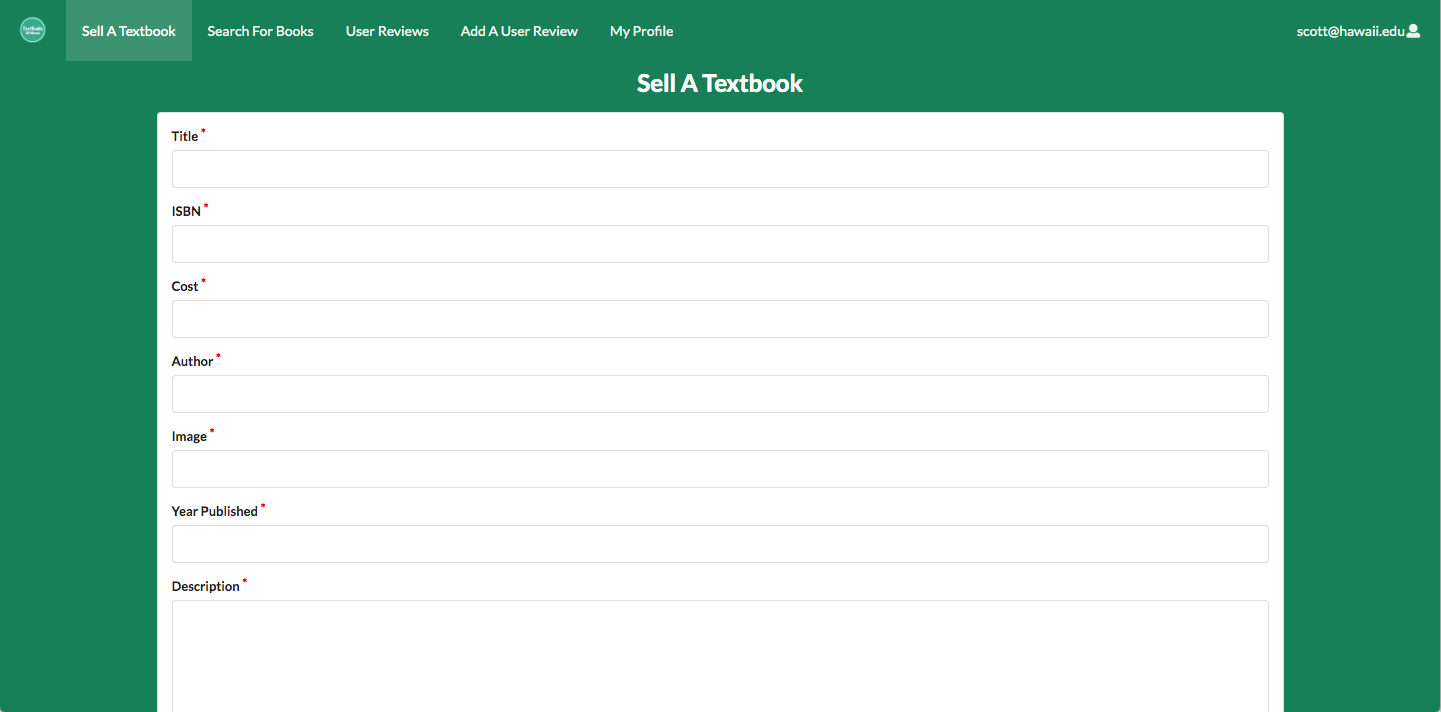 Sell A Textbook Search For Books User Reviews Add A User Review My Profile scott@hawaii.edu
Sell A Textbook
Title *
ISBN *
Cost *
Author *
Image *
Year Published *
Description *